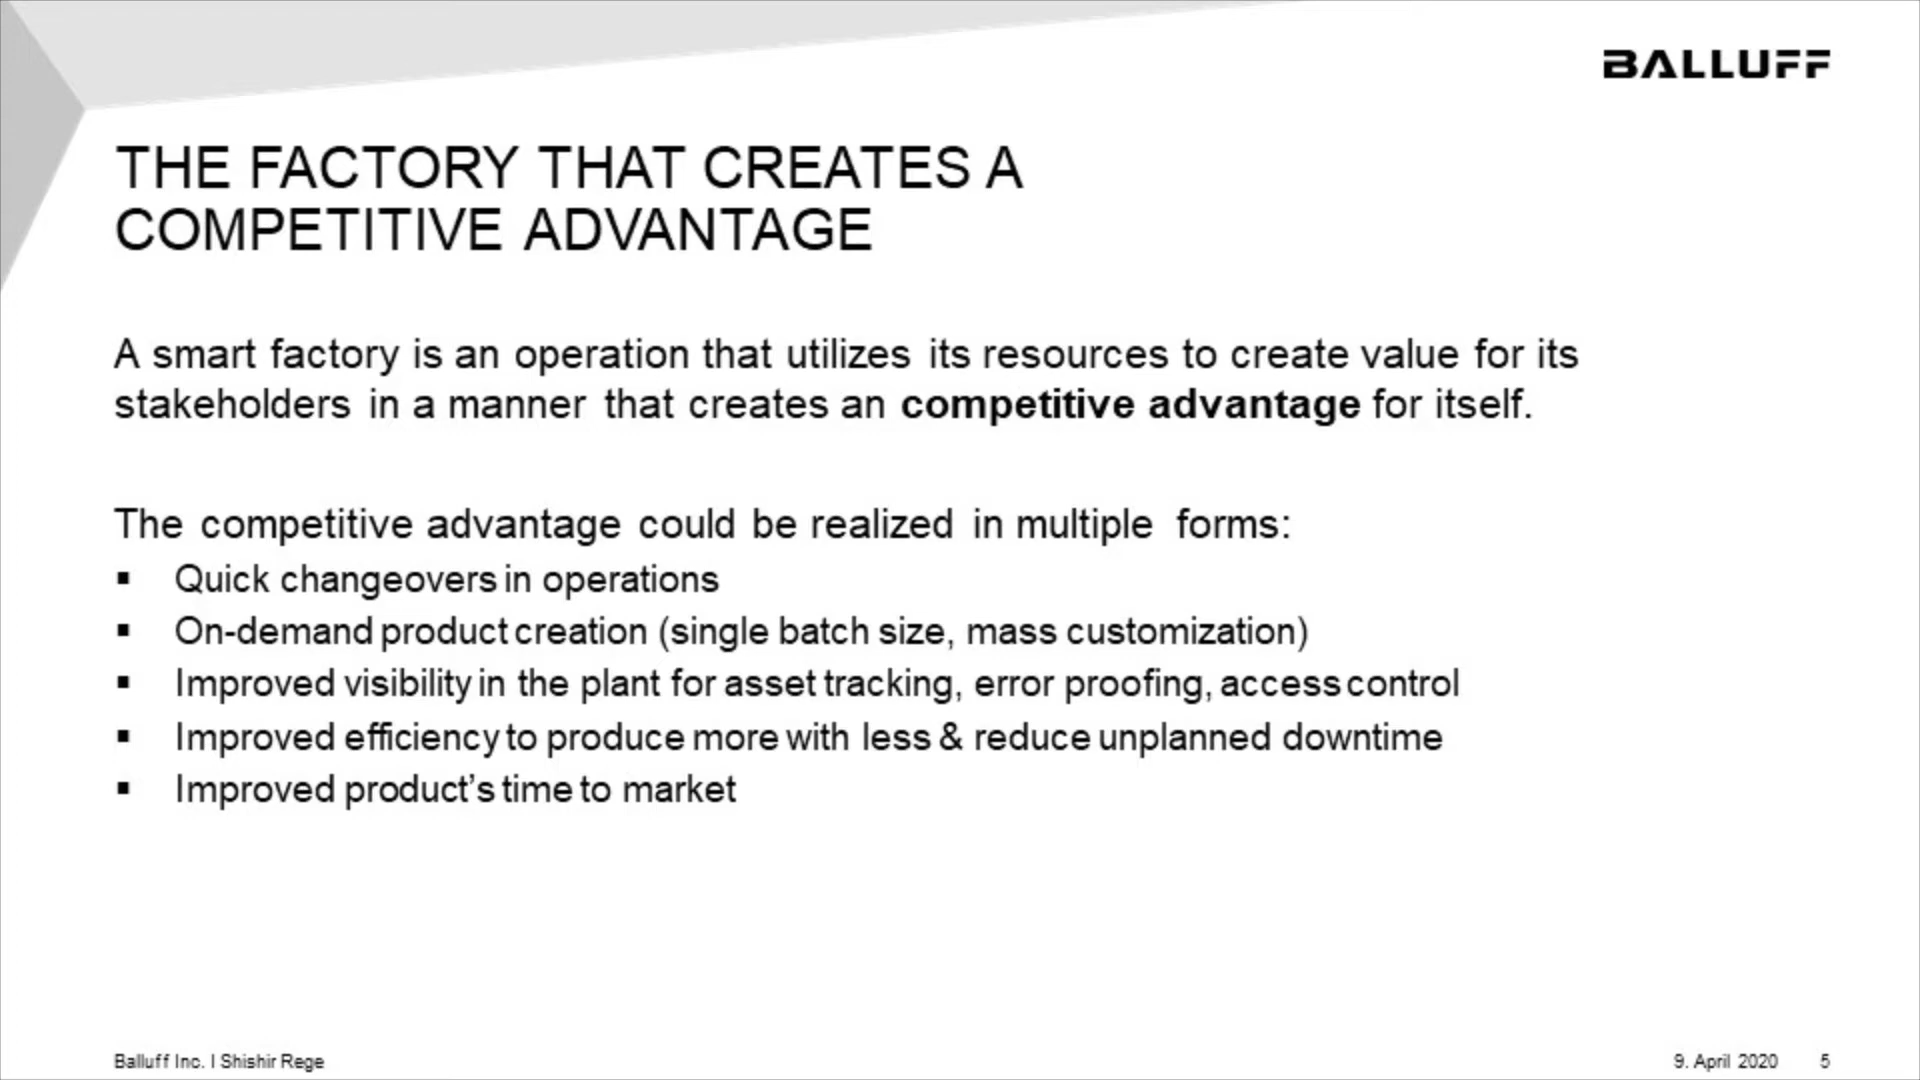 BALLUFF
THE FACTORY THAT CREATES A
COMPETITIVE ADVANTAGE
A smart factory is an operation that utilizes its resources to create value for its
stakeholders in a manner that creates an competitive advantage for itself.
The competitive advantage could be realized in multiple forms:
▪ Quick changeovers in operations
▪ On-demand product creation (single batch size, mass customization)
▪ Improved visibility in the plant for asset tracking, error proofing, access control
▪ Improved efficiency to produce more with less & reduce unplanned downtime
▪ Improved product’s time to market
Balluff Inc. I Shishir Rege
9. April 2020 5